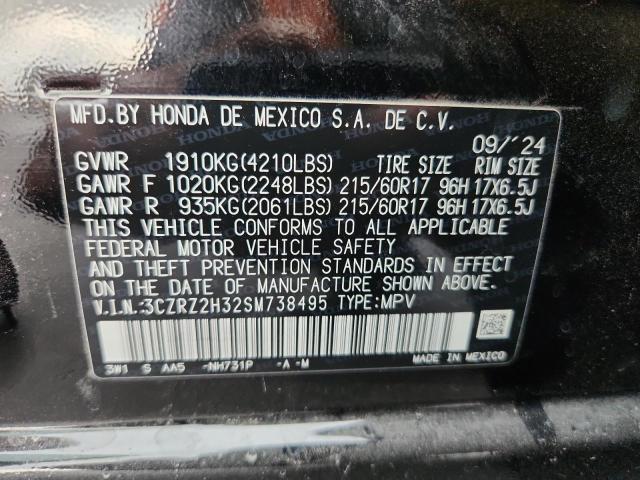 MFD.BY HONDA DE MEXICO S.A. DE C.V.
09/'24
GVWR 1910KG(4210LBS) TIRE SIZE RIM SIZE
GAWR F 1020KG(2248LBS) 215/60R17 96H 17X6.5J
GAWR R 935KG(2061LBS) 215/60R17 96H 17X6.5J
THIS VEHICLE CONFORMS TO ALL APPLICABLE
FEDERAL MOTOR VEHICLE SAFETY
AND THEFT PREVENTION STANDARDS IN EFFECT
ON THE DATE OF MANUFACTURE SHOWN ABOVE.
V.I.N.:3CZRZ2H32SM738495 TYPE:MPV
3W1 S AA5 -NH731P -A -M MADE IN MEXICO